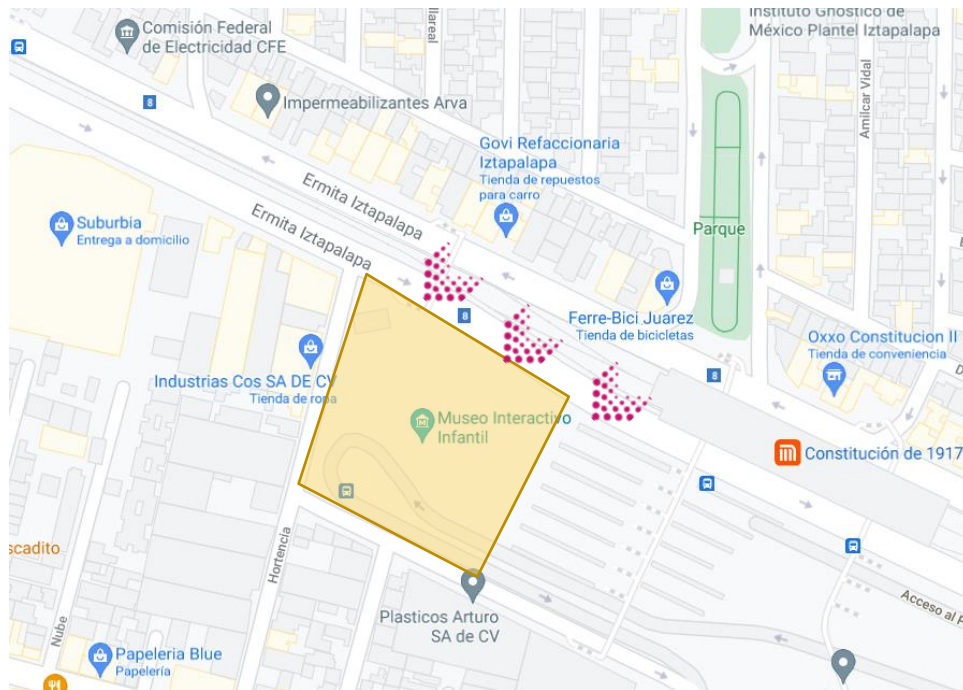 Comisión Federal
de Electricidad CFE
Instituto Gnóstico de
México Plantel Iztapalapa
Impermeabilizantes Arva
8
Amilcar Vidal
Govi Refaccionaria
Iztapalapa
Tienda de repuestos
para carro
Ermita Iztapalapa
Ermita Iztapalapa
Suburbia
Entrega a domicilio
Parque
8
Ferre-Bici Juarez
Tienda de bicicletas
Oxxo Constitucion II
Tienda de conveniencia
8
Industrias Cos SA DE CV
Tienda de ropa
Museo Interactivo
Infantil
Constitución de 1917
scadito
Hortencia
Nube
Plasticos Arturo
SA de CV
Acceso al P
Papeleria Blue
Papelería